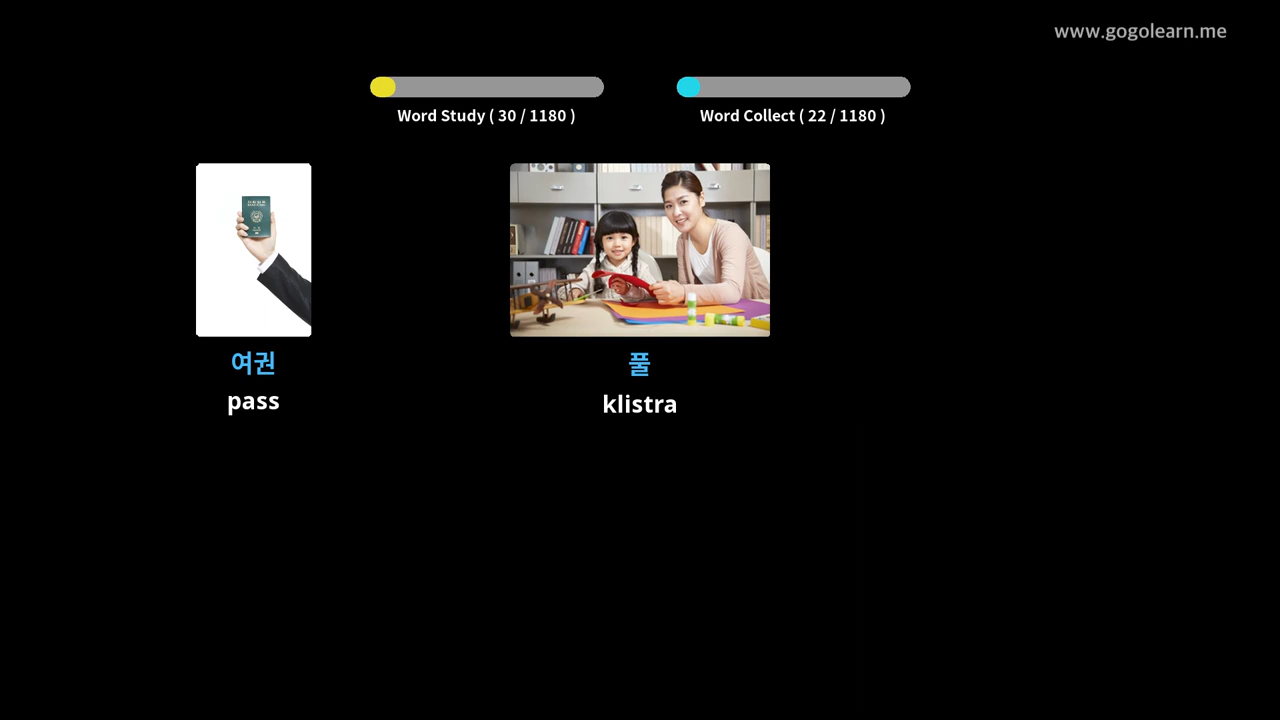 www.gogolearn.me
Word Study ( 30 / 1180 )
Word Collect ( 22 / 1180 )
여권
pass
풀
klistra